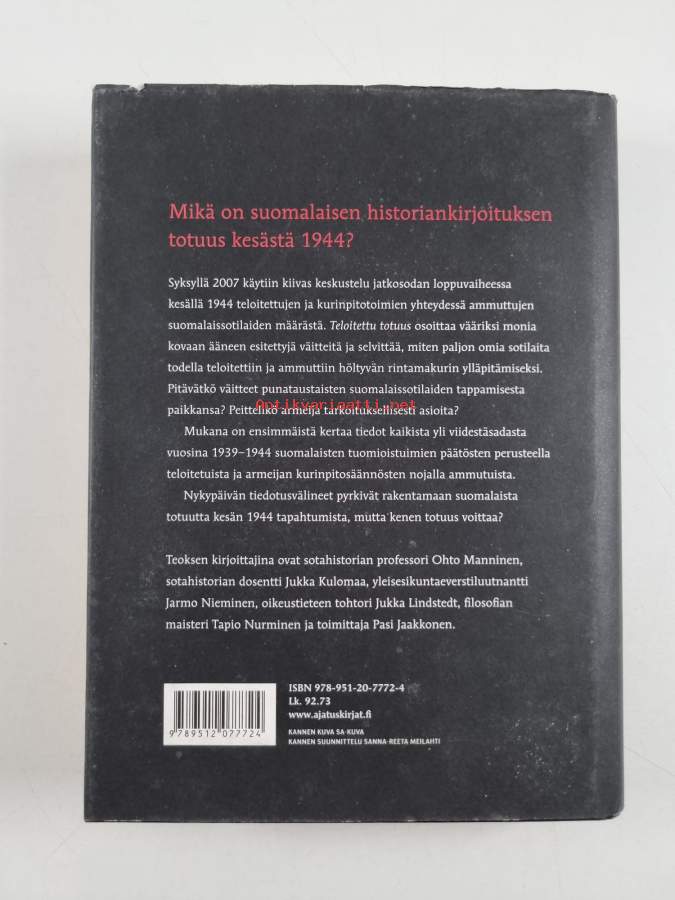 Mikä on suomalaisen historiankirjoituksen
totuus kesästä 1944?
Syksyllä 2007 käytiin kiivas keskustelu jatkosodan loppuvaiheessa
kesällä 1944 teloitettujen ja kurinpitotoimien yhteydessä ammuttujen
suomalaissotilaiden määrästä. Teloitettu totuus osoittaa vääriksi monia
kovaan ääneen esitettyjä väitteitä ja selvittää, miten paljon omia sotilaita
todella teloitettiin ja ammuttiin höltyvän rintamakurin ylläpitämiseksi.
Pitävätkö väitteet punataustaisten suomalaissotilaiden tappamisesta
paikkansa? Peittelikö armeija tarkoituksellisesti asioita?
Antikvariaatti.net
Mukana on ensimmäistä kertaa tiedot kaikista yli viidestäsadasta
vuosina 1939–1944 suomalaisten tuomioistuimien päätösten perusteella
teloitetuista ja armeijan kurinpitosäännösten nojalla ammutuista.
Nykypäivän tiedotusvälineet pyrkivät rakentamaan suomalaista
totuutta kesän 1944 tapahtumista, mutta kenen totuus voittaa?
Teoksen kirjoittajina ovat sotahistorian professori Ohto Manninen,
sotahistorian dosentti Jukka Kulomaa, yleisesikuntaeverstiluutnantti
Jarmo Nieminen, oikeustieteen tohtori Jukka Lindstedt, filosofian
maisteri Tapio Nurminen ja toimittaja Pasi Jaakkonen.
ISBN 978-951-20-7772-4
Lk. 92.73
www.ajatuskirjat.fi
KANNEN KUVA SA-KUVA
KANNEN SUUNNITTELU SANNA-REETA MEILAHTI
9 789512 077724